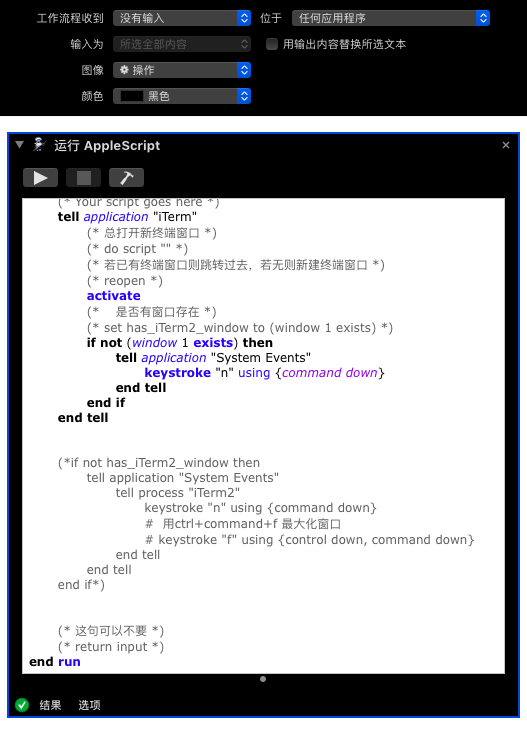 工作流程收到 没有输入 位于 任何应用程序
输入为 所选全部内容 用输出内容替换所选文本
图像 操作
颜色 黑色
运行 AppleScript
(* Your script goes here *)
tell application "iTerm"
(* 总打开新终端窗口 *)
(* do script "" *)
(* 若已有终端窗口则跳转过去，若无则新建终端窗口 *)
(* reopen *)
activate
(* 是否有窗口存在 *)
(* set has_iTerm2_window to (window 1 exists) *)
if not (window 1 exists) then
tell application "System Events"
keystroke "n" using {command down}
end tell
end if
end tell
(*if not has_iTerm2_window then
tell application "System Events"
tell process "iTerm2"
keystroke "n" using {command down}
# 用ctrl+command+f 最大化窗口
# keystroke "f" using {control down, command down}
end tell
end tell
end if*)
(* 这句可以不要 *)
(* return input *)
end run
结果 选项